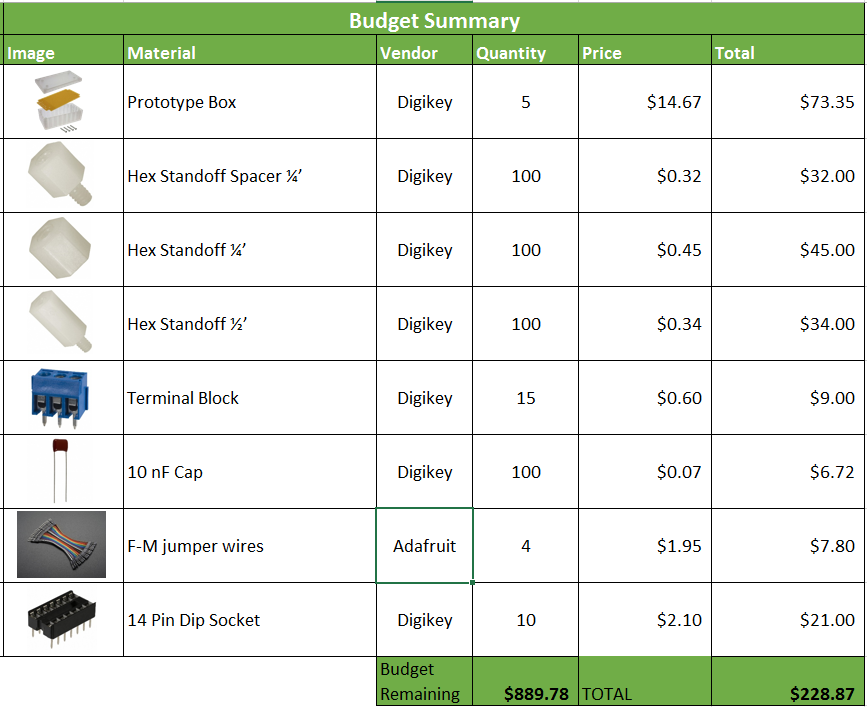 Budget Summary
Image Material Vendor Quantity Price Total
Prototype Box Digikey 5 $14.67 $73.35
Hex Standoff Spacer ¼’ Digikey 100 $0.32 $32.00
Hex Standoff ¼’ Digikey 100 $0.45 $45.00
Hex Standoff ½’ Digikey 100 $0.34 $34.00
Terminal Block Digikey 15 $0.60 $9.00
10 nF Cap Digikey 100 $0.07 $6.72
F-M jumper wires Adafruit 4 $1.95 $7.80
14 Pin Dip Socket Digikey 10 $2.10 $21.00
Budget
Remaining $889.78 TOTAL $228.87